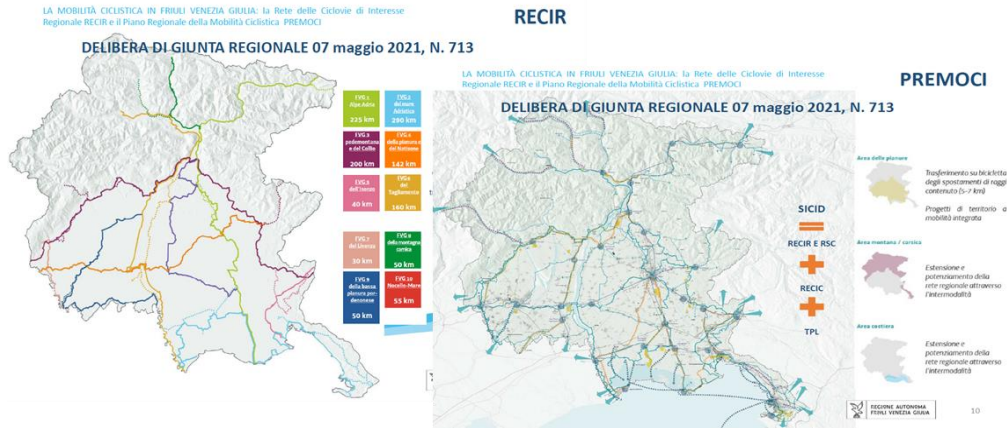 LA MOBILITÀ CICLISTICA IN FRIULI VENEZIA GIULIA: la Rete delle Ciclovie di Interesse
Regionale RECIR e il Piano Regionale della Mobilità Ciclistica PREMOCI
RECIR
DELIBERA DI GIUNTA REGIONALE 07 maggio 2021, N. 713
FVG 1
Alpe Adria
225 km
FVG 2
del mare
Adriatico
290 km
FVG 3
pedemontana
e del Collio
200 km
FVG 4
della pianura e
del Natisone
142 km
FVG 5
dell'Isonzo
40 km
FVG 6
del
Tagliamento
160 km
FVG 7
del Livenza
30 km
FVG 8
della montagna
carnica
50 km
FVG 9
della bassa
pianura por-
denonese
50 km
FVG 10
Noncello-Mare
55 km
LA MOBILITÀ CICLISTICA IN FRIULI VENEZIA GIULIA: la Rete delle Ciclovie di Interesse
Regionale RECIR e il Piano Regionale della Mobilità Ciclistica PREMOCI
PREMOCI
DELIBERA DI GIUNTA REGIONALE 07 maggio 2021, N. 713
SICID
RECIR E RSC
RECIC
TPL
Area delle pianure
Trasferimento su bicicletta
degli spostamenti di raggio
contenuto (5-7 km)
Progetti di territorio a
mobilità integrata
Area montana / carsica
Estensione e
potenziamento della
rete regionale attraverso
l'intermodalità
Area costiera
Estensione e
potenziamento della
rete regionale attraverso
l'intermodalità
REGIONE AUTONOMA
FRIULI VENEZIA GIULIA
10